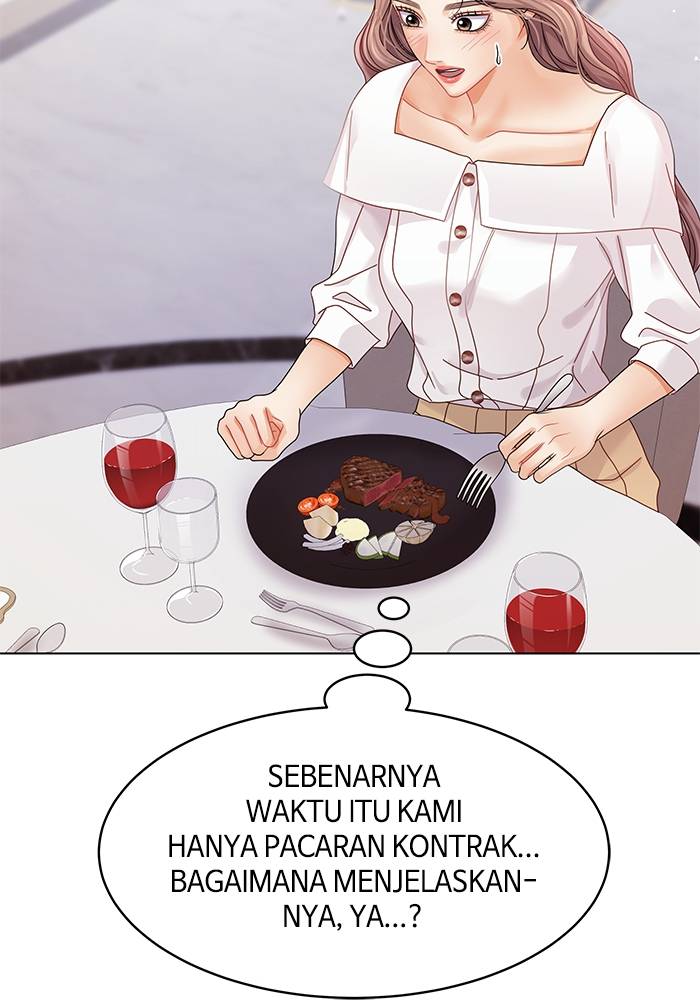 SEBENARNYA
WAKTU ITU KAMI
HANYA PACARAN KONTRAK...
BAGAIMANA MENJELASKAN-
NYA, YA...?